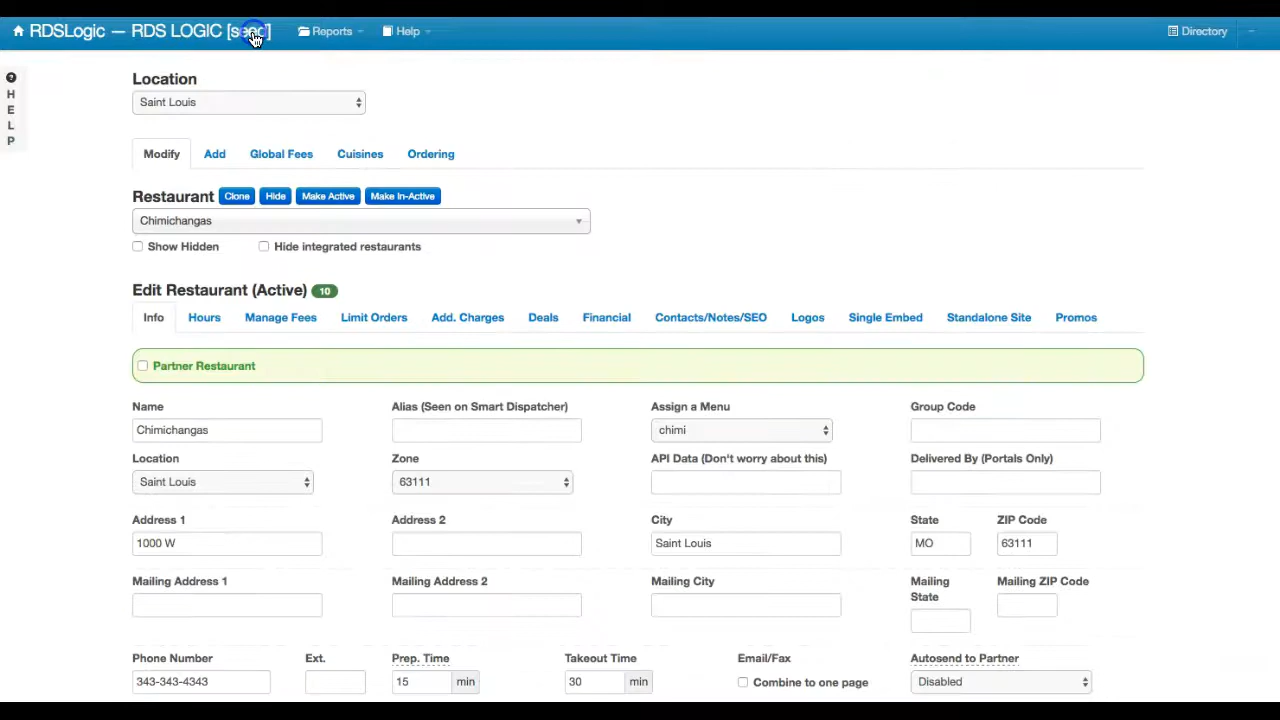 RDSLogic — RDS LOGIC [seed] Reports Help Directory
HELP
Location
Saint Louis
Modify Add Global Fees Cuisines Ordering
Restaurant Clone Hide Make Active Make In-Active
Chimichangas
Show Hidden Hide integrated restaurants
Edit Restaurant (Active) 10
Info Hours Manage Fees Limit Orders Add. Charges Deals Financial Contacts/Notes/SEO Logos Single Embed Standalone Site Promos
Partner Restaurant
Name Alias (Seen on Smart Dispatcher) Assign a Menu Group Code
Chimichangas chimi
Location Zone API Data (Don't worry about this) Delivered By (Portals Only)
Saint Louis 63111
Address 1 Address 2 City State ZIP Code
1000 W Saint Louis MO 63111
Mailing Address 1 Mailing Address 2 Mailing City Mailing State Mailing ZIP Code
Phone Number Ext. Prep. Time Takeout Time Email/Fax Autosend to Partner
343-343-4343 15 min 30 min Combine to one page Disabled